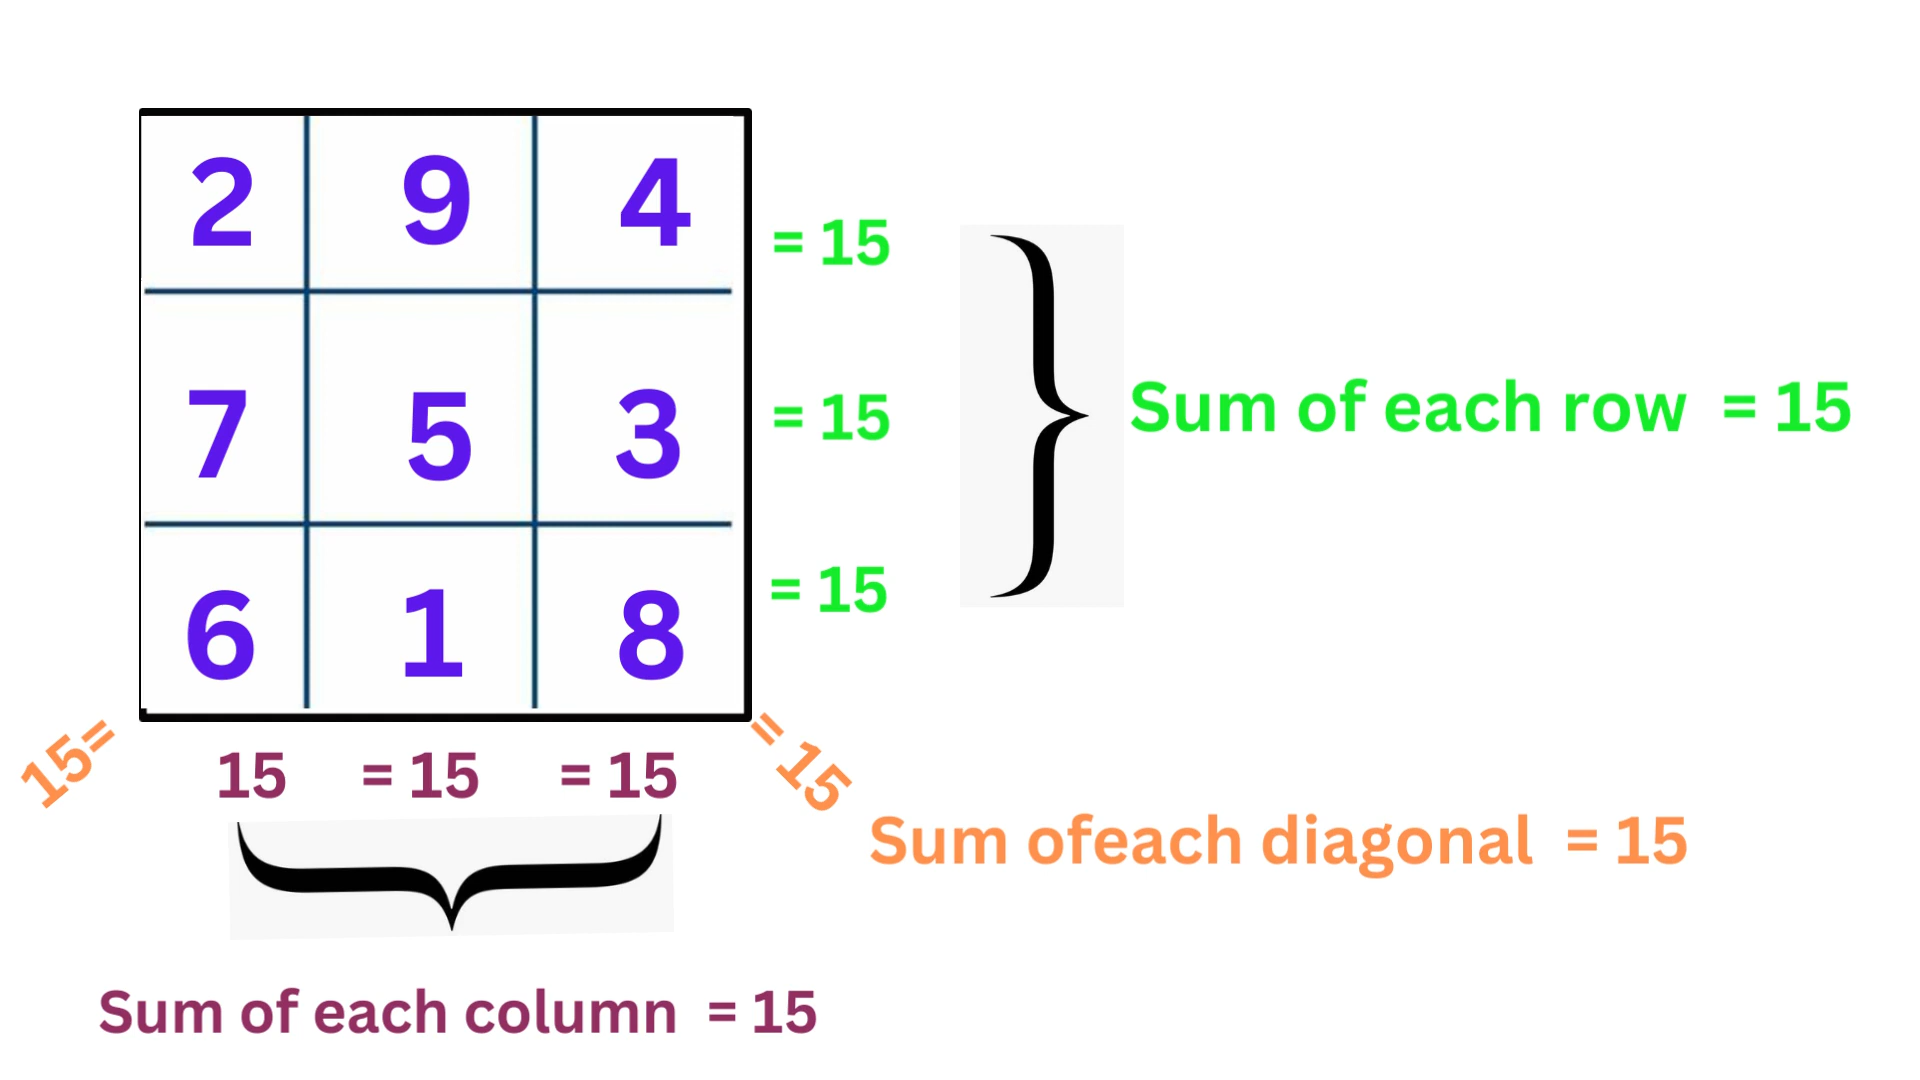 2 9 4
= 15
7 5 3
= 15
Sum of each row = 15
6 1 8
= 15
15=
15 = 15 = 15
= 15
Sum ofeach diagonal = 15
Sum of each column = 15